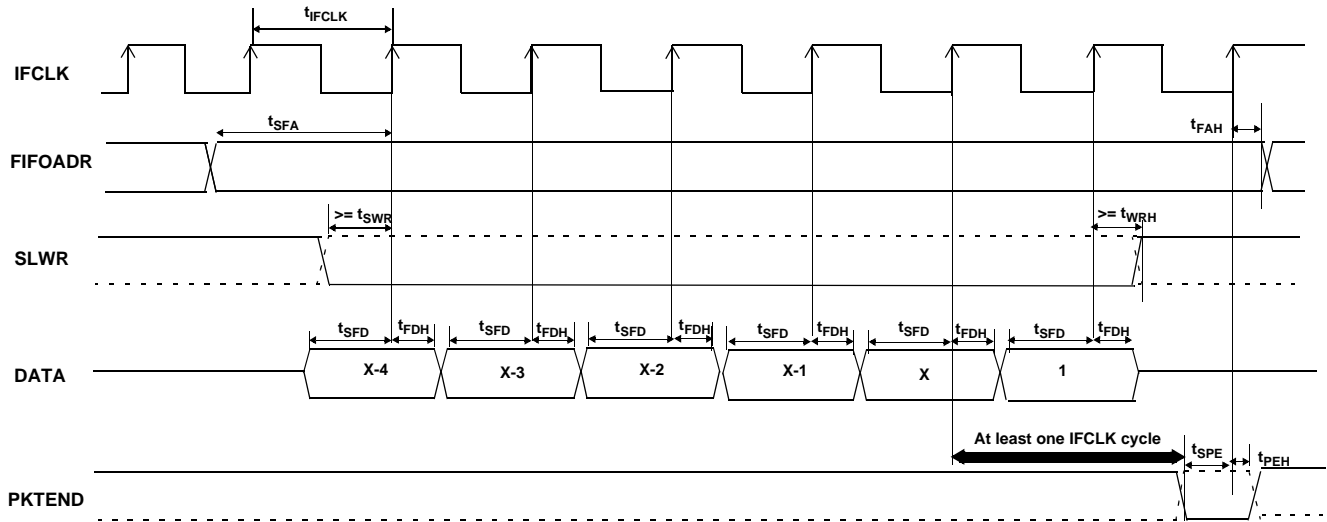 tIFCLK
IFCLK
tSFA
tFAH
FIFOADR
>= tSWR
>= tWRH
SLWR
tSFD tFDH tSFD tFDH tSFD tFDH tSFD tFDH tSFD tFDH tSFD tFDH
DATA
X-4 X-3 X-2 X-1 X 1
At least one IFCLK cycle
tSPE
tPEH
PKTEND